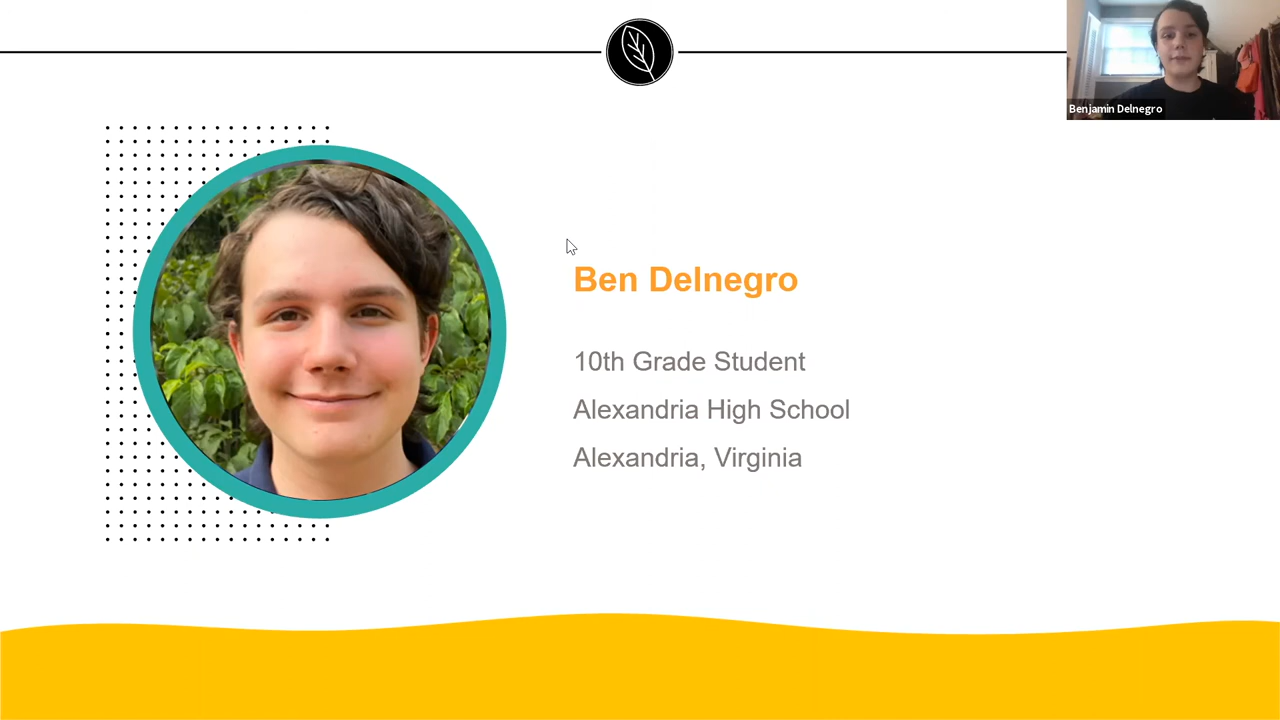 Benjamin Delnegro
Ben Delnegro
10th Grade Student
Alexandria High School
Alexandria, Virginia